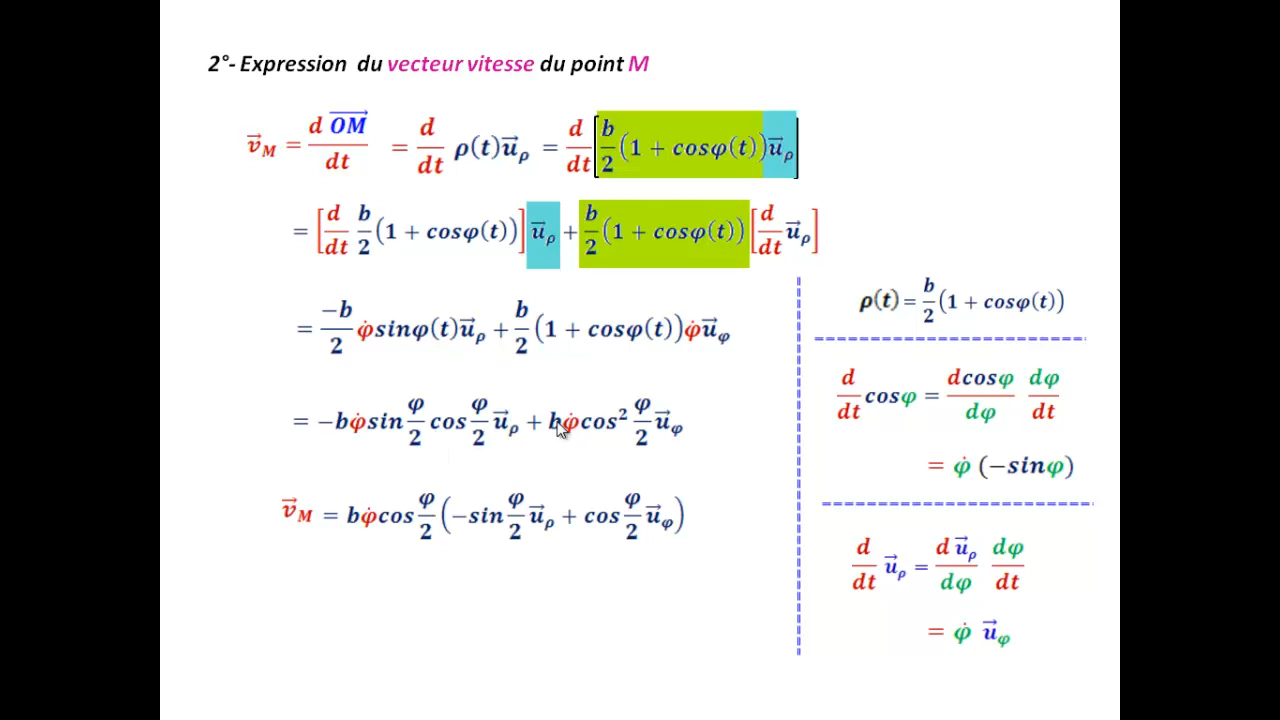 2°- Expression du vecteur vitesse du point M
v⃗_M = d OM⃗ / dt = d/dt ρ(t)u⃗_ρ = d/dt [ b/2 (1 + cosφ(t)) u⃗_ρ ]
= [ d/dt b/2 (1 + cosφ(t)) ] u⃗_ρ + b/2 (1 + cosφ(t)) [ d/dt u⃗_ρ ]
= -b/2 φ̇sinφ(t)u⃗_ρ + b/2 (1 + cosφ(t))φ̇u⃗_φ
= -bφ̇sin φ/2 cos φ/2 u⃗_ρ + bφ̇cos² φ/2 u⃗_φ
v⃗_M = bφ̇cos φ/2 (-sin φ/2 u⃗_ρ + cos φ/2 u⃗_φ)
ρ(t) = b/2 (1 + cosφ(t))
d/dt cosφ = dcosφ/dφ dφ/dt
= φ̇ (-sinφ)
d/dt u⃗_ρ = d u⃗_ρ/dφ dφ/dt
= φ̇ u⃗_φ